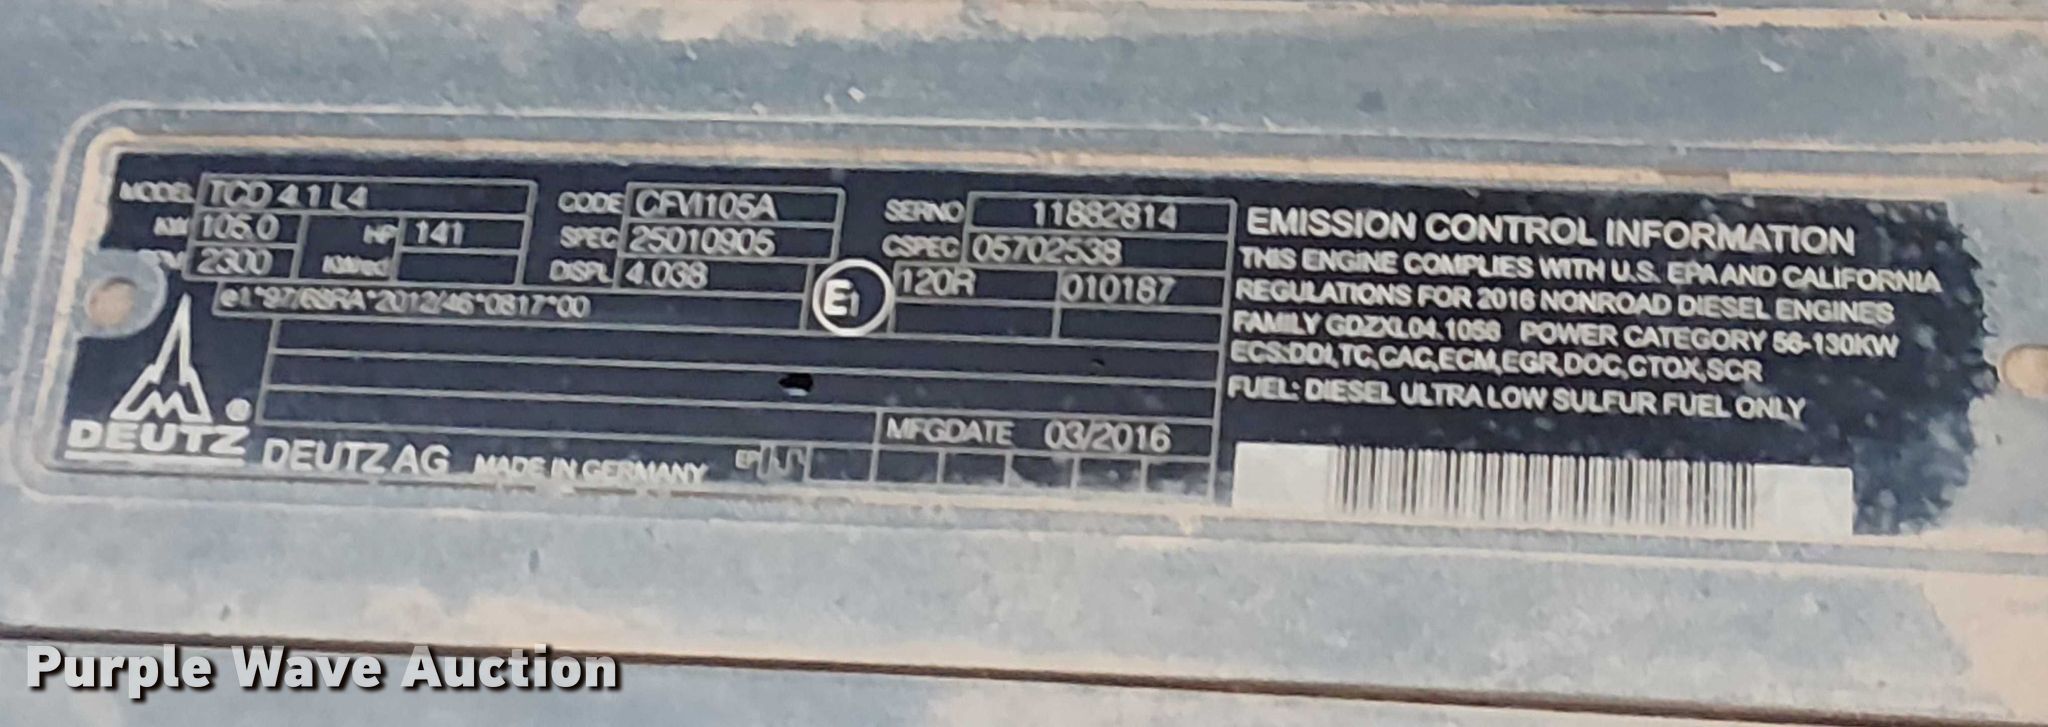 MODEL TCD 4.1 L4 CODE CFVI105A SERNO 11882814
KW 105.0 HP 141 SPEC 25010905 CSPEC 05702538
2300 KWred DISPL 4.038 E1 120R 010187
e1*97/68RA*2012/46*0817*00
MFGDATE 03/2016
DEUTZ ® DEUTZ AG MADE IN GERMANY EP
EMISSION CONTROL INFORMATION
THIS ENGINE COMPLIES WITH U.S. EPA AND CALIFORNIA
REGULATIONS FOR 2016 NONROAD DIESEL ENGINES
FAMILY GDZXL04.1056 POWER CATEGORY 56-130KW
ECS:DDI,TC,CAC,ECM,EGR,DOC,CTOX,SCR
FUEL: DIESEL ULTRA LOW SULFUR FUEL ONLY
Purple Wave Auction